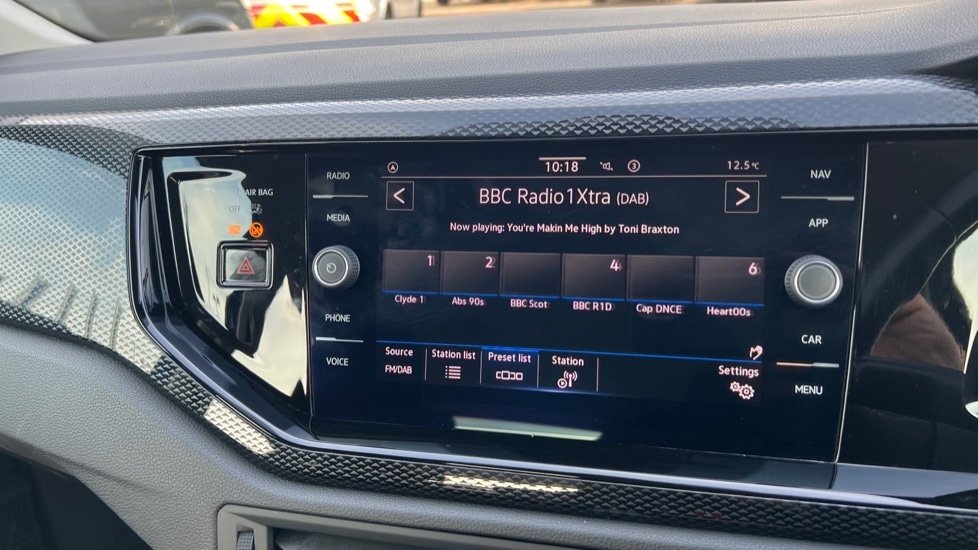 AIR BAG
OFF
RADIO
MEDIA
PHONE
VOICE
10:18
3
12.5°C
BBC Radio 1Xtra (DAB)
Now playing: You're Makin Me High by Toni Braxton
1 2 4 6
Clyde 1 Abs 90s BBC Scot BBC R1D Cap DNCE Heart00s
Source Station list Preset list Station Settings
FM/DAB
NAV
APP
CAR
MENU